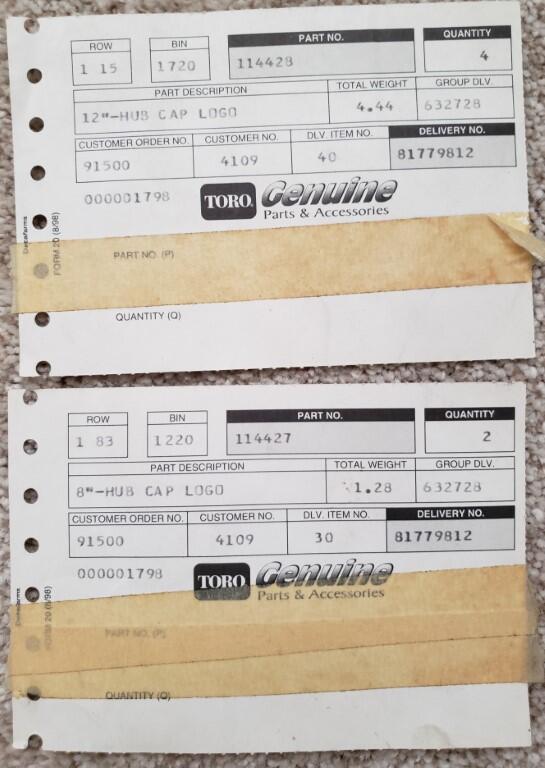 ROW BIN PART NO. QUANTITY
1 15 1720 114428 4
PART DESCRIPTION TOTAL WEIGHT GROUP DLV.
12"-HUB CAP LOGO 4.44 632728
CUSTOMER ORDER NO. CUSTOMER NO. DLV. ITEM NO. DELIVERY NO.
91500 4109 40 81779812
000001798 TORO Genuine
Parts & Accessories
FORM 20 (8/98)
PART NO. (P)
QUANTITY (Q)
ROW BIN PART NO. QUANTITY
1 83 1220 114427 2
PART DESCRIPTION TOTAL WEIGHT GROUP DLV.
8"-HUB CAP LOGO 1.28 632728
CUSTOMER ORDER NO. CUSTOMER NO. DLV. ITEM NO. DELIVERY NO.
91500 4109 30 81779812
000001798 TORO Genuine
Parts & Accessories
FORM 20 (8/98)
PART NO. (P)
QUANTITY (Q)